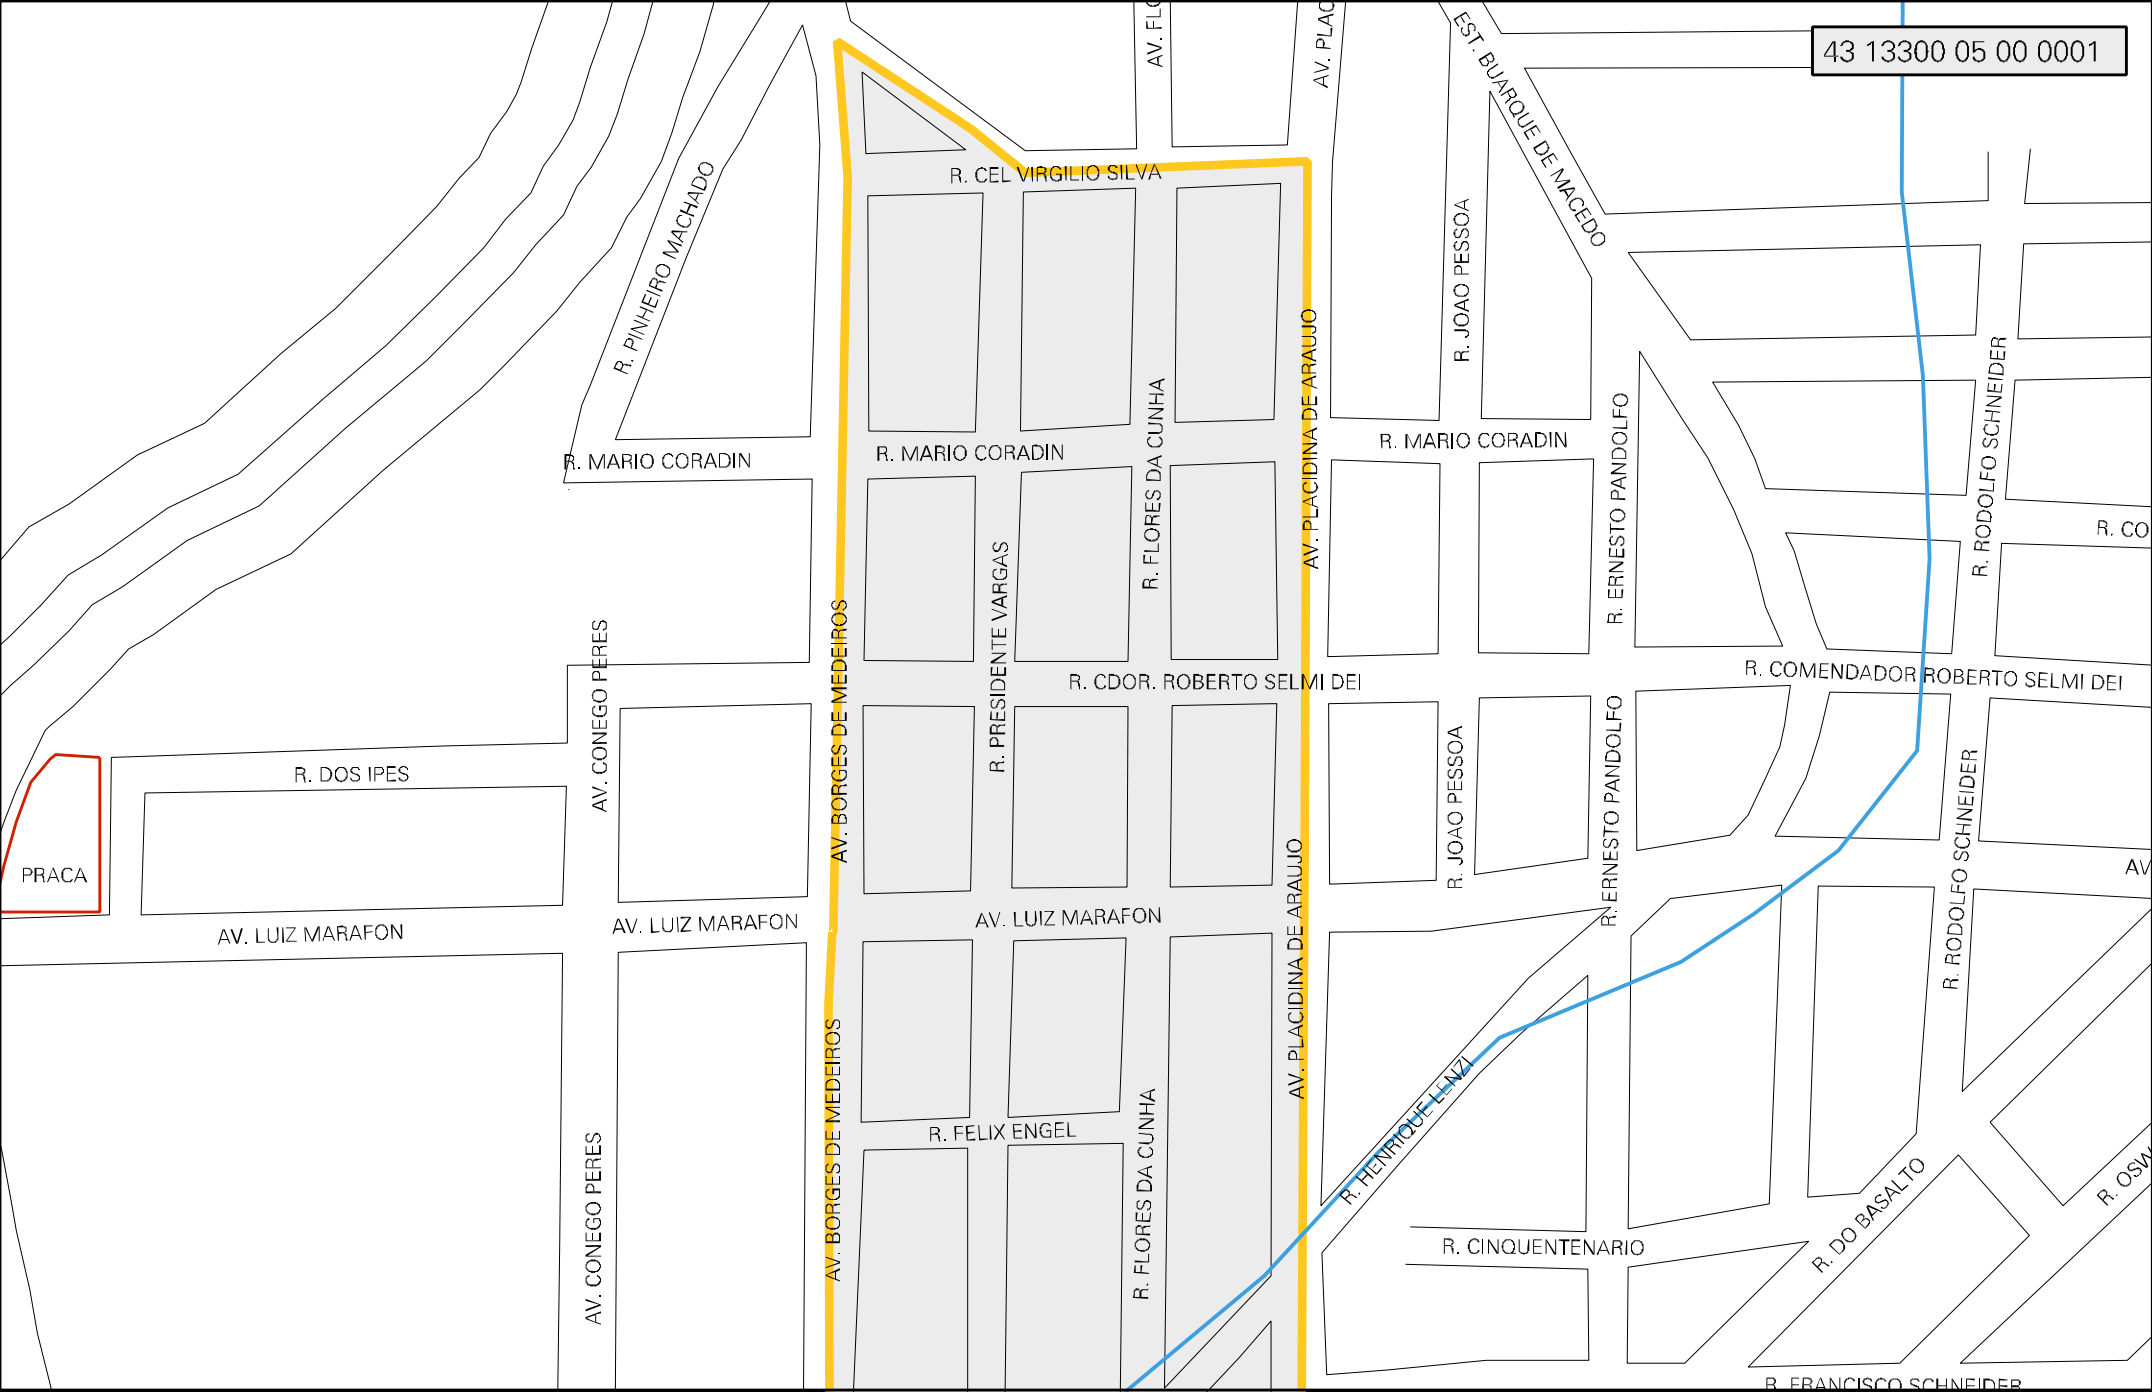 AV. FLO
AV. PLAC
EST. BUARQUE DE MACEDO
43 13300 05 00 0001
R. PINHEIRO MACHADO
R. CEL VIRGILIO SILVA
R. JOAO PESSOA
R. MARIO CORADIN
R. MARIO CORADIN
R. MARIO CORADIN
R. FLORES DA CUNHA
AV. PLACIDINA DE ARAUJO
R. ERNESTO PANDOLFO
R. RODOLFO SCHNEIDER
R. CO
AV. CONEGO PERES
AV. BORGES DE MEDEIROS
R. PRESIDENTE VARGAS
R. CDOR. ROBERTO SELMI DEI
R. COMENDADOR ROBERTO SELMI DEI
R. DOS IPES
R. JOAO PESSOA
R. ERNESTO PANDOLFO
R. RODOLFO SCHNEIDER
PRACA
AV
AV. LUIZ MARAFON
AV. LUIZ MARAFON
AV. LUIZ MARAFON
AV. PLACIDINA DE ARAUJO
AV. BORGES DE MEDEIROS
R. FELIX ENGEL
R. FLORES DA CUNHA
R. HENRIQUE LENZI
AV. CONEGO PERES
R. CINQUENTENARIO
R. DO BASALTO
R. OSW
R. FRANCISCO SCHNEIDER